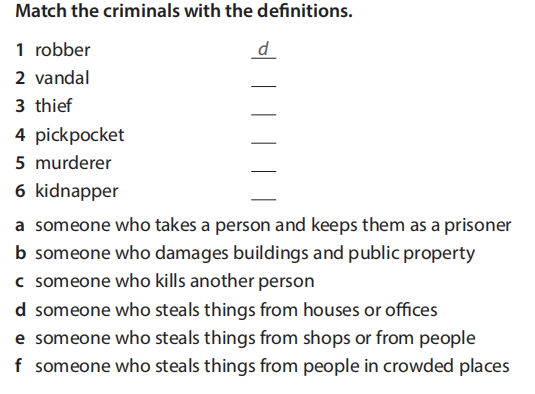 Match the criminals with the definitions.
1 robber d
2 vandal ___
3 thief ___
4 pickpocket ___
5 murderer ___
6 kidnapper ___
a someone who takes a person and keeps them as a prisoner
b someone who damages buildings and public property
c someone who kills another person
d someone who steals things from houses or offices
e someone who steals things from shops or from people
f someone who steals things from people in crowded places